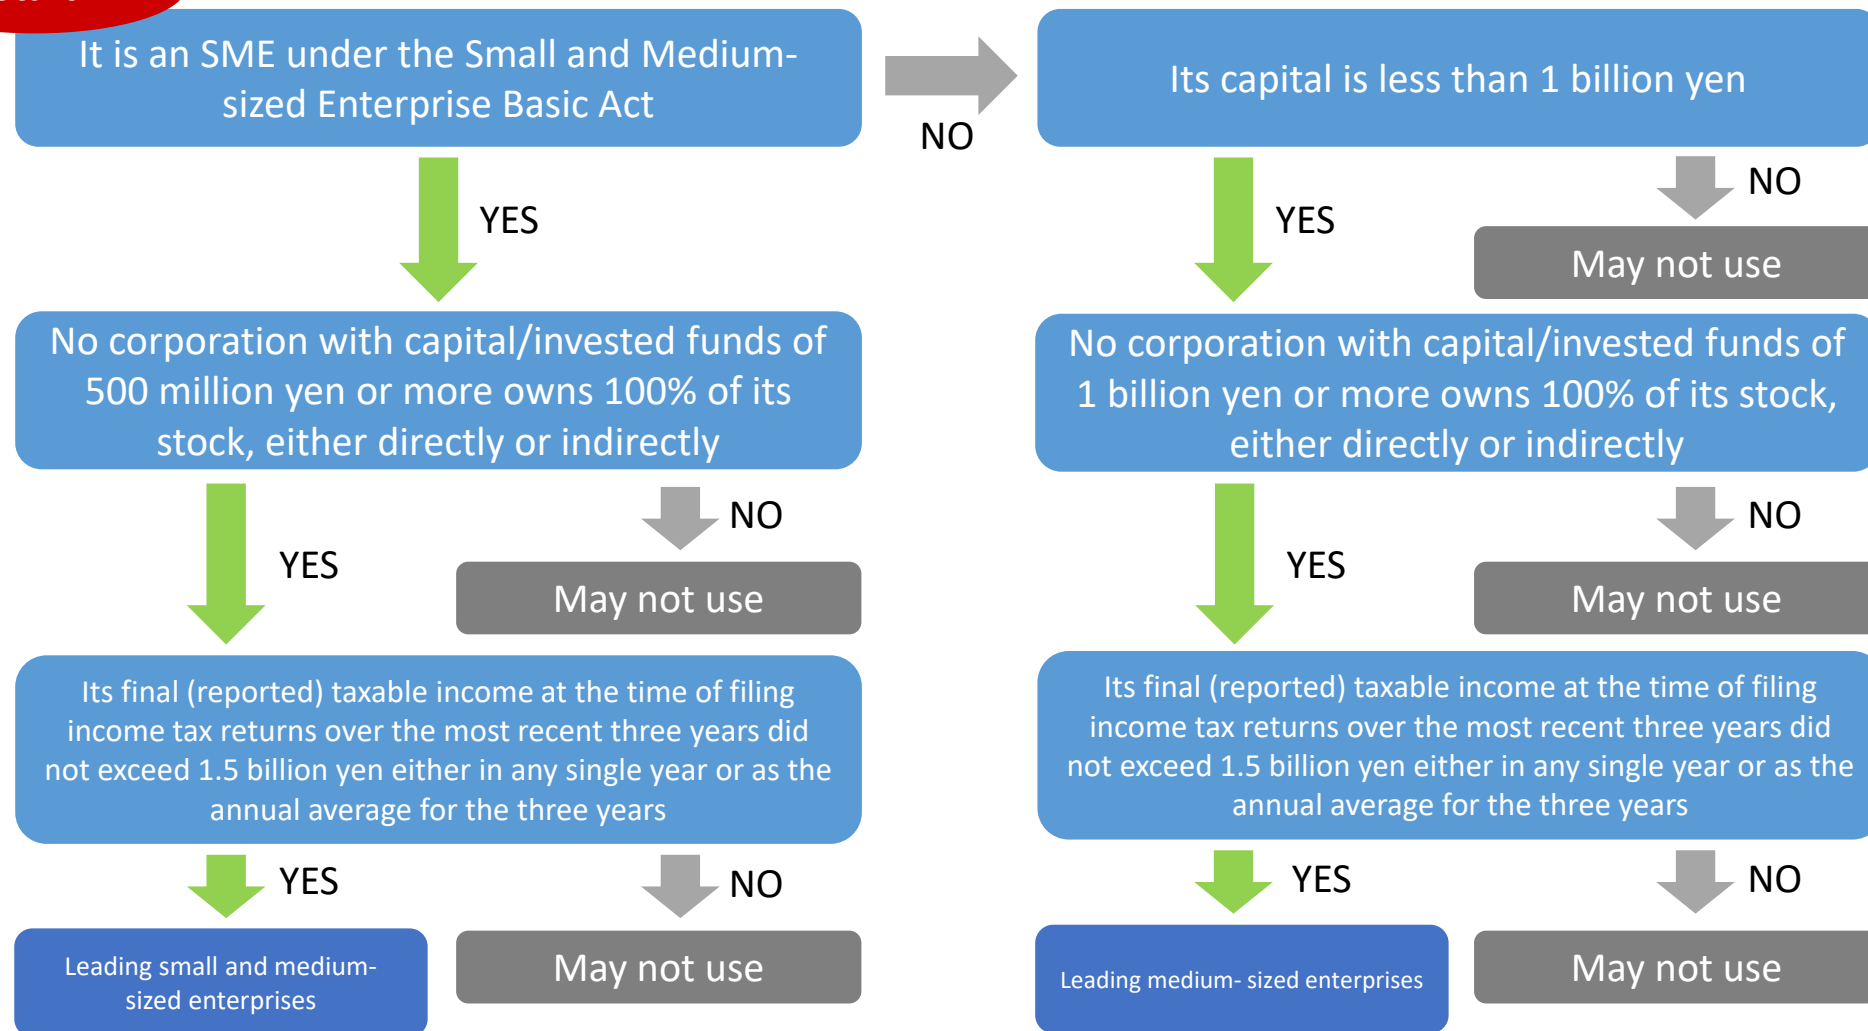 It is an SME under the Small and Medium-
sized Enterprise Basic Act
NO
Its capital is less than 1 billion yen
YES
YES
NO
May not use
No corporation with capital/invested funds of
500 million yen or more owns 100% of its
stock, either directly or indirectly
No corporation with capital/invested funds of
1 billion yen or more owns 100% of its stock,
either directly or indirectly
YES
NO
May not use
YES
NO
May not use
Its final (reported) taxable income at the time of filing
income tax returns over the most recent three years did
not exceed 1.5 billion yen either in any single year or as the
annual average for the three years
Its final (reported) taxable income at the time of filing
income tax returns over the most recent three years did
not exceed 1.5 billion yen either in any single year or as the
annual average for the three years
YES
NO
YES
NO
Leading small and medium-
sized enterprises
May not use
Leading medium- sized enterprises
May not use